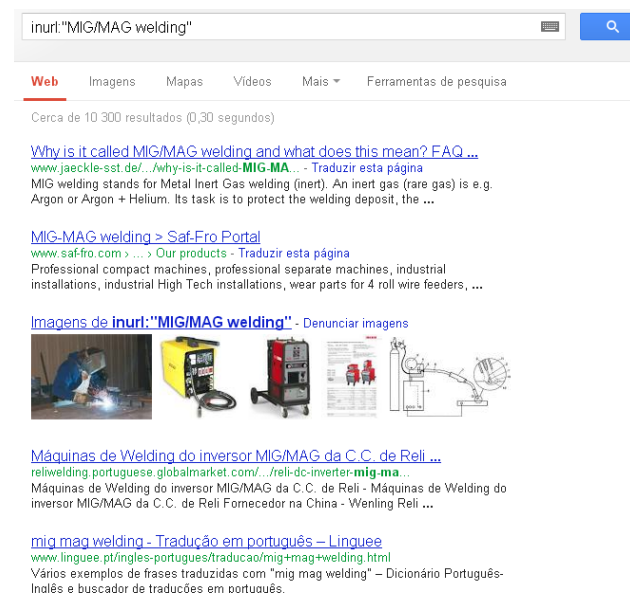 inurl:"MIG/MAG welding"
Web Imagens Mapas Vídeos Mais Ferramentas de pesquisa
Cerca de 10 300 resultados (0,30 segundos)
Why is it called MIG/MAG welding and what does this mean? FAQ ...
www.jaeckle-sst.de/.../why-is-it-called-MIG-MA... - Traduzir esta página
MIG welding stands for Metal Inert Gas welding (inert). An inert gas (rare gas) is e.g.
Argon or Argon + Helium. Its task is to protect the welding deposit, the ...
MIG-MAG welding > Saf-Fro Portal
www.saf-fro.com › ... › Our products - Traduzir esta página
Professional compact machines, professional separate machines, industrial
installations, industrial High Tech installations, wear parts for 4 roll wire feeders, ...
Imagens de inurl:"MIG/MAG welding" - Denunciar imagens
Máquinas de Welding do inversor MIG/MAG da C.C. de Reli ...
reliwelding.portuguese.globalmarket.com/.../reli-dc-inverter-mig-ma...
Máquinas de Welding do inversor MIG/MAG da C.C. de Reli - Máquinas de Welding do
inversor MIG/MAG da C.C. de Reli Fornecedor na China - Wenling Reli ...
mig mag welding - Tradução em português – Linguee
www.linguee.pt/ingles-portugues/traducao/mig+mag+welding.html
Vários exemplos de frases traduzidas com "mig mag welding" – Dicionário Português-
Inglês e buscador de traduções em português.